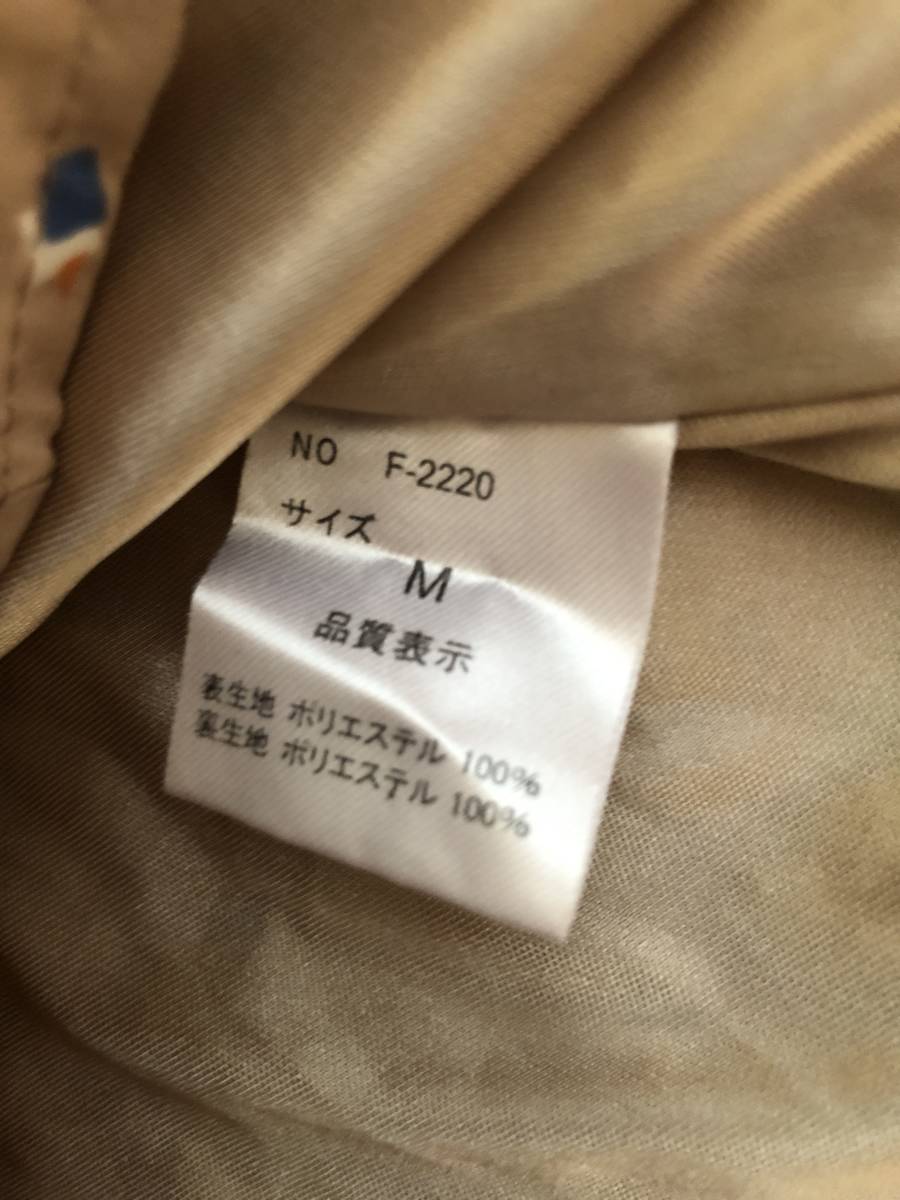 NO F-2220
サイズ
M
品質表示
表生地 ポリエステル 100%
裏生地 ポリエステル 100%